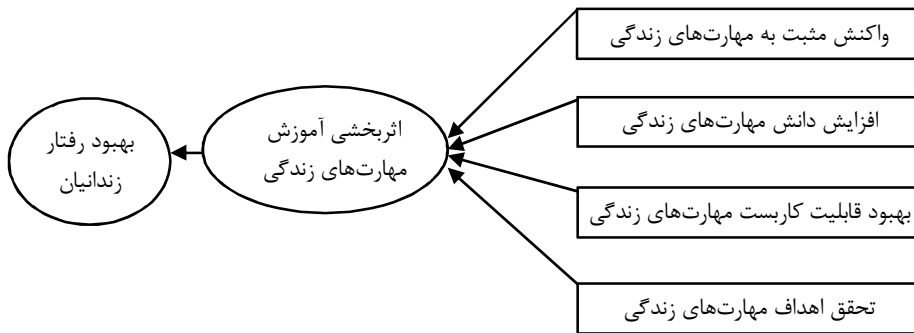 واکنش مثبت به مهارت‌های زندگی
افزایش دانش مهارت‌های زندگی
بهبود قابلیت کاربست مهارت‌های زندگی
تحقق اهداف مهارت‌های زندگی
اثربخشی آموزش
مهارت‌های زندگی
بهبود رفتار
زندانیان